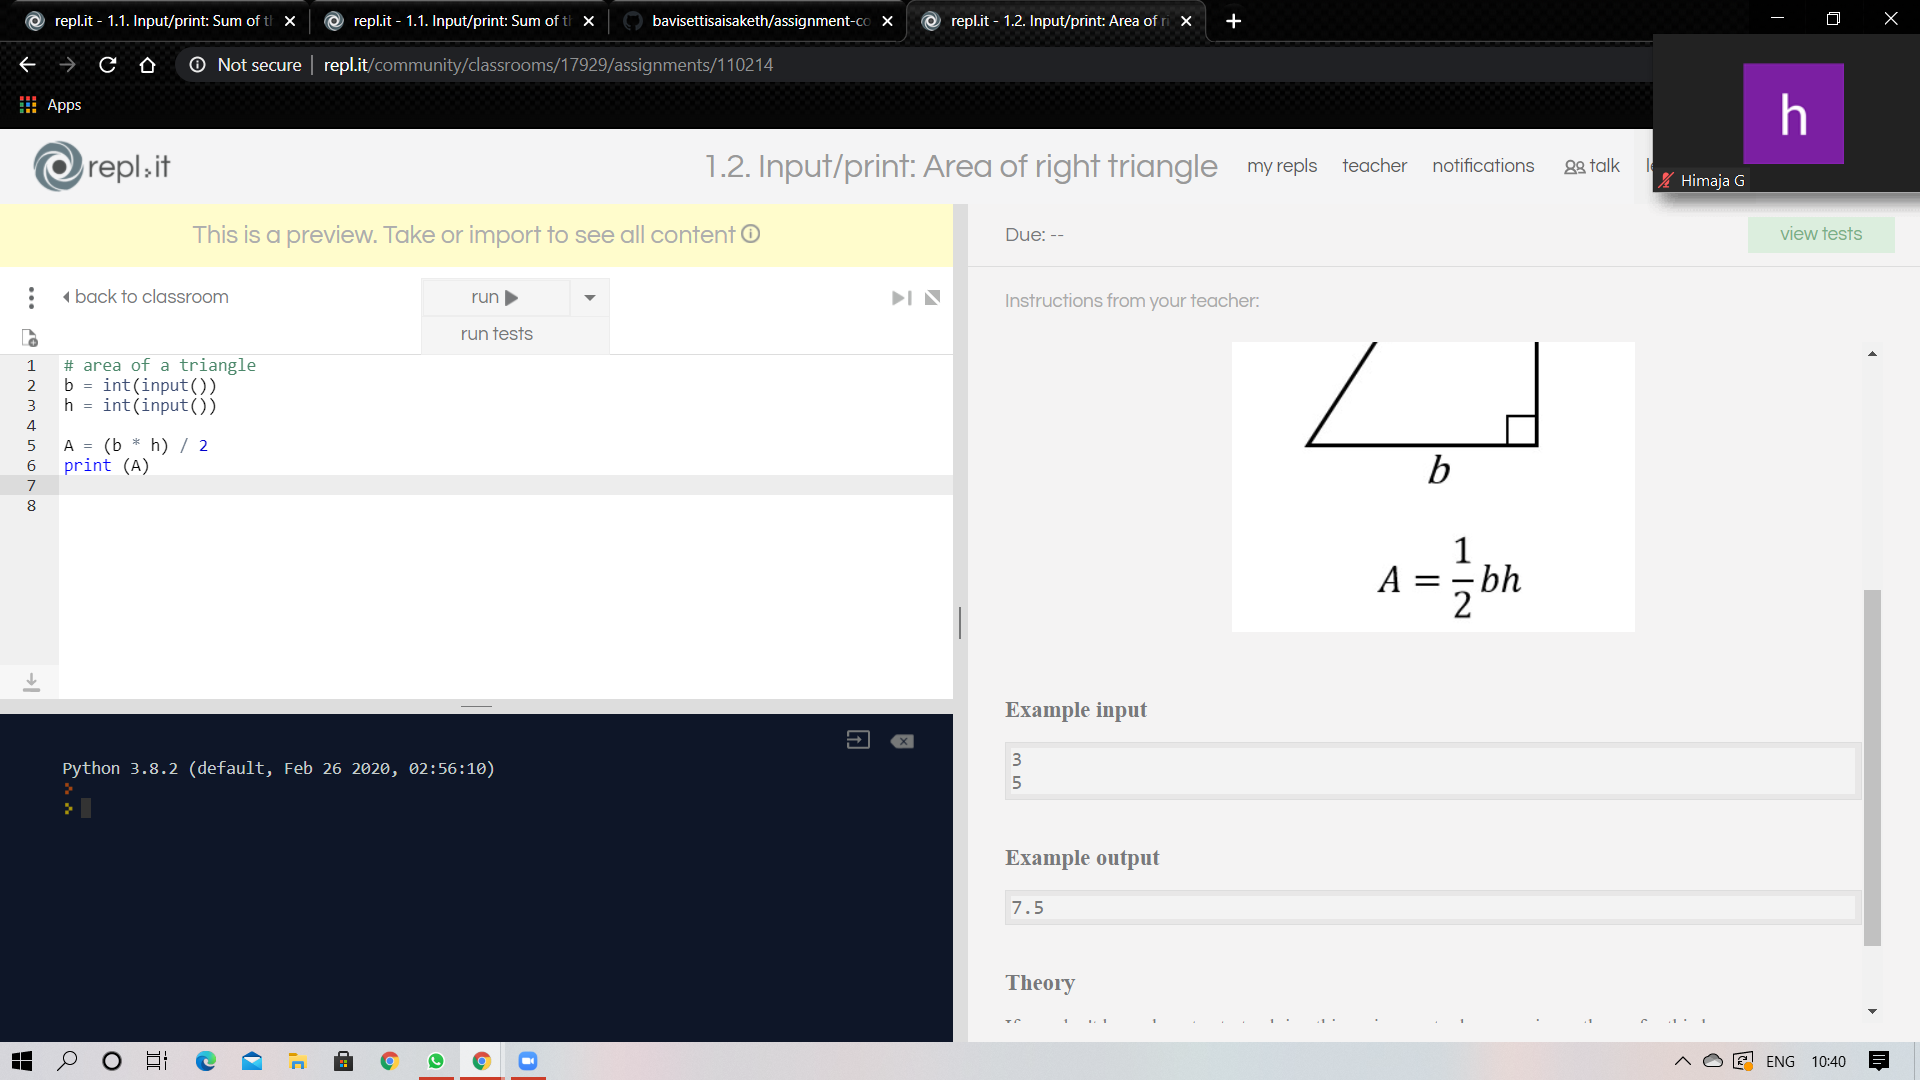 repl.it - 1.1. Input/print: Sum of t
repl.it - 1.1. Input/print: Sum of t
bavisettisaisaketh/assignment-co
repl.it - 1.2. Input/print: Area of r
Not secure
repl.it/community/classrooms/17929/assignments/110214
Apps
h
Himaja G
repl.it
1.2. Input/print: Area of right triangle
my repls
teacher
notifications
talk
This is a preview. Take or import to see all content
Due: --
view tests
back to classroom
run
run tests
Instructions from your teacher:
1 # area of a triangle
2 b = int(input())
3 h = int(input())
4
5 A = (b * h) / 2
6 print (A)
7
8
b
A = 1/2 bh
Python 3.8.2 (default, Feb 26 2020, 02:56:10)
Example input
3
5
Example output
7.5
Theory
ENG
10:40